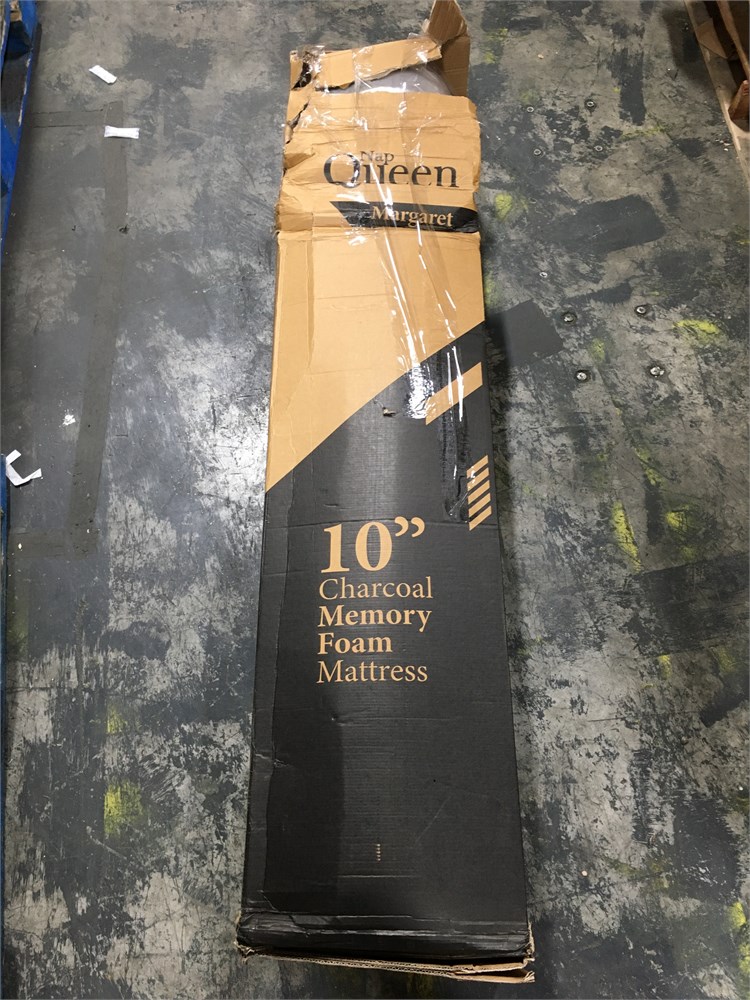 Nap
Queen
Margaret
10”
Charcoal
Memory
Foam
Mattress